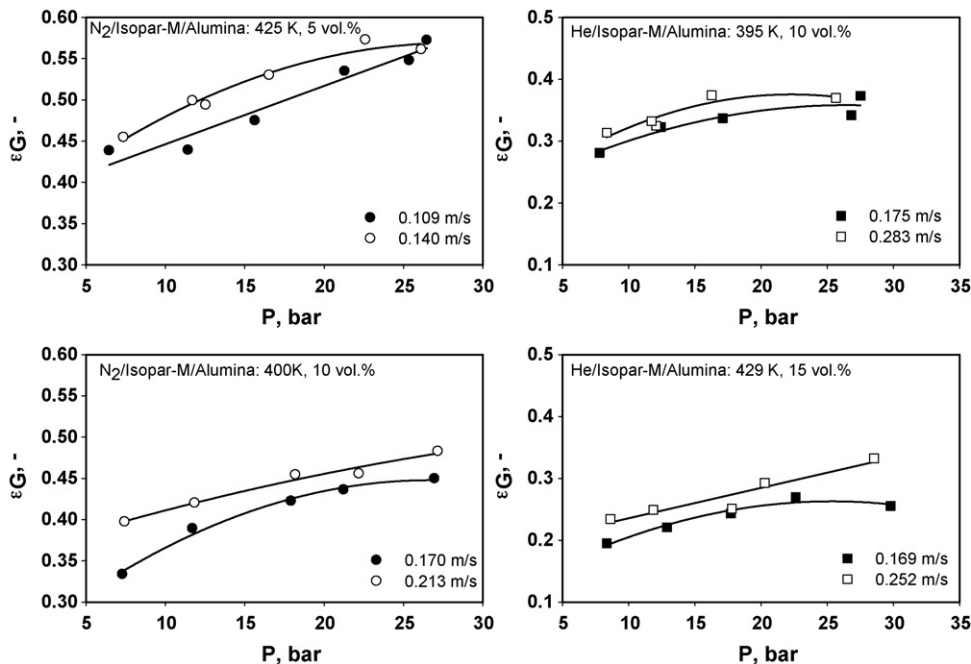 N2/Isopar-M/Alumina: 425 K, 5 vol.%
0.60
0.55
0.50
0.45
0.40
0.35
0.30
εG, -
5 10 15 20 25 30
P, bar
0.109 m/s
0.140 m/s
He/Isopar-M/Alumina: 395 K, 10 vol.%
0.5
0.4
0.3
0.2
0.1
εG, -
5 10 15 20 25 30 35
P, bar
0.175 m/s
0.283 m/s
N2/Isopar-M/Alumina: 400K, 10 vol.%
0.60
0.55
0.50
0.45
0.40
0.35
0.30
εG, -
5 10 15 20 25 30
P, bar
0.170 m/s
0.213 m/s
He/Isopar-M/Alumina: 429 K, 15 vol.%
0.5
0.4
0.3
0.2
0.1
εG, -
5 10 15 20 25 30 35
P, bar
0.169 m/s
0.252 m/s